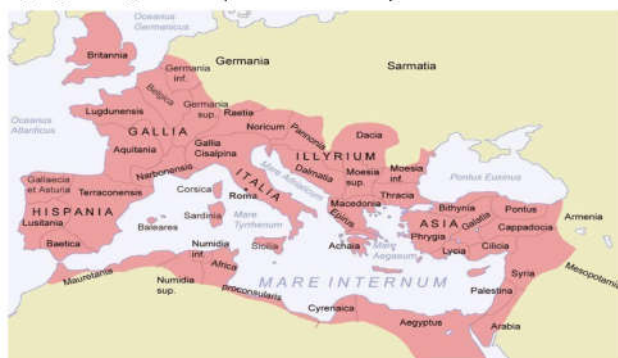 Oceanus
Germanicus
Britannia
Germania
Sarmatia
Germania
inf.
Belgica
Oceanus
Atlanticus
Lugdunensis
Germania
sup.
Raetia
GALLIA
Noricum
Pannonia
Dacia
Aquitania
Gallia
Cisalpina
ILLYRIUM
Dalmatia
Moesia
sup.
Moesia
inf.
Pontus Euxinus
Narbonensis
ITALIA
Mare Adriaticum
Gallaecia
et Asturia
Terraconensis
Corsica
Roma
Macedonia
Thracia
HISPANIA
Lusitania
Baetica
Baleares
Sardinia
Mare
Tyrrhenum
Epirus
Bithynia
Pontus
Galatia
Armenia
ASIA
Cappadocia
Phrygia
Mare
Aegaeum
Achaia
Sicilia
Lycia
Cilicia
Mauretania
Numidia
inf.
Africa
proconsularis
Numidia
sup.
MARE INTERNUM
Syria
Mesopotamia
Palestina
Cyrenaica
Aegyptus
Arabia